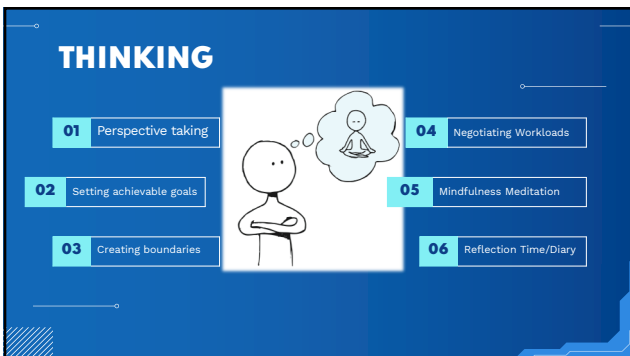 THINKING
01 Perspective taking
02 Setting achievable goals
03 Creating boundaries
04 Negotiating Workloads
05 Mindfulness Meditation
06 Reflection Time/Diary